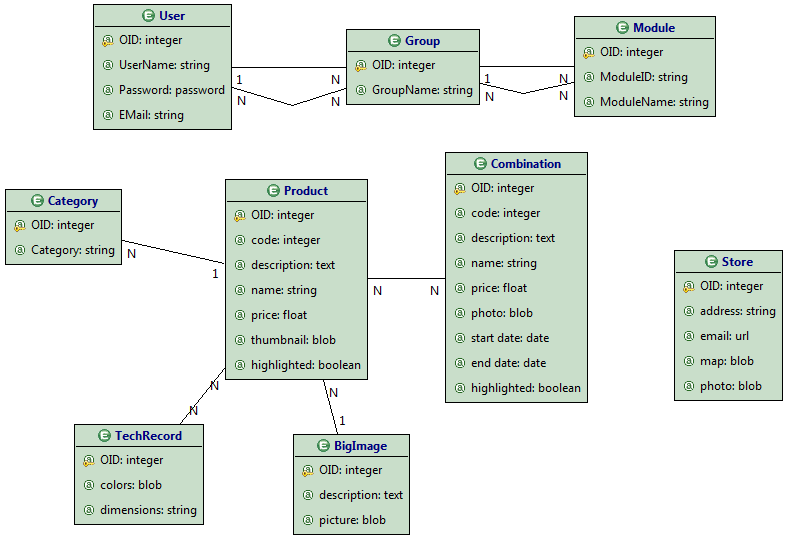 User
OID: integer
UserName: string
Password: password
EMail: string
1
N
N
N
Group
OID: integer
GroupName: string
1
N
N
N
Module
OID: integer
ModuleID: string
ModuleName: string
Category
OID: integer
Category: string
N
1
Product
OID: integer
code: integer
description: text
name: string
price: float
thumbnail: blob
highlighted: boolean
N
N
Combination
OID: integer
code: integer
description: text
name: string
price: float
photo: blob
start date: date
end date: date
highlighted: boolean
Store
OID: integer
address: string
email: url
map: blob
photo: blob
N
N
N
1
TechRecord
OID: integer
colors: blob
dimensions: string
BigImage
OID: integer
description: text
picture: blob